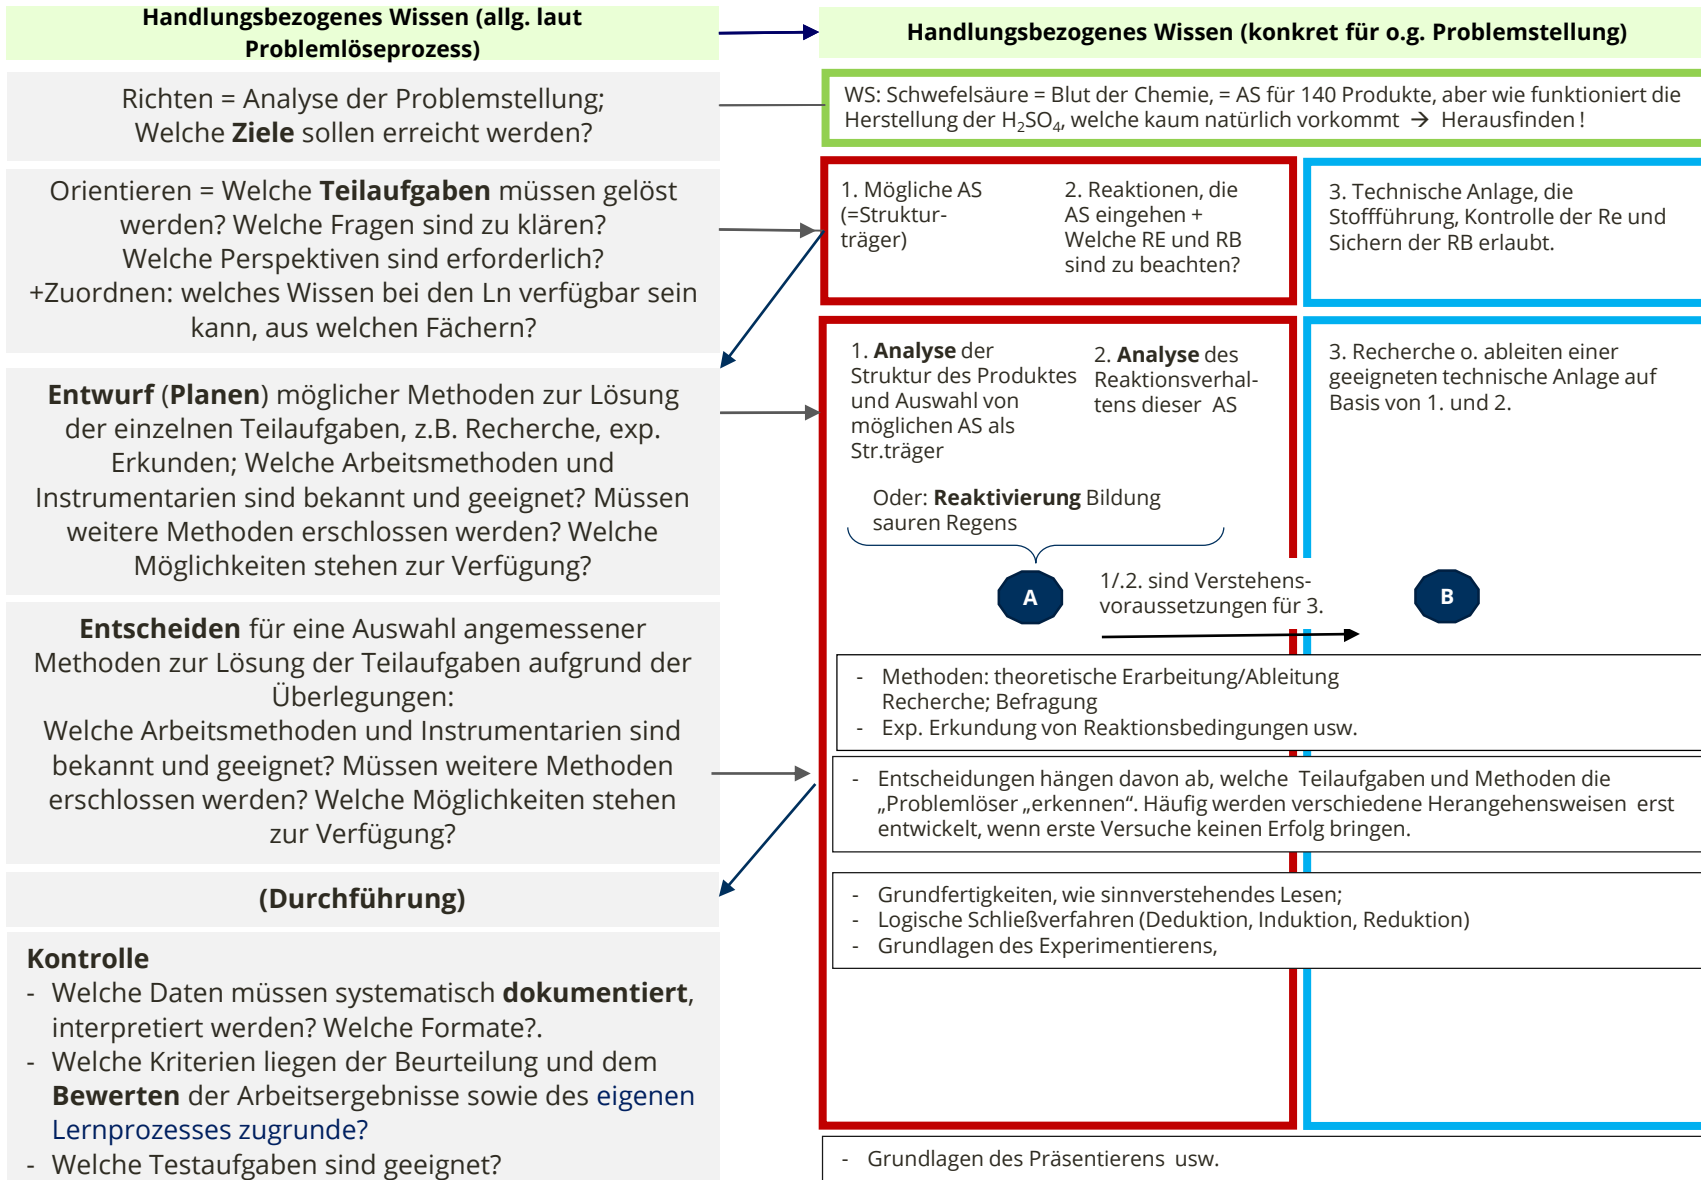 Handlungsbezogenes Wissen (allg. laut
Problemlöseprozess)
Handlungsbezogenes Wissen (konkret für o.g. Problemstellung)
Richten = Analyse der Problemstellung;
Welche Ziele sollen erreicht werden?
WS: Schwefelsäure = Blut der Chemie, = AS für 140 Produkte, aber wie funktioniert die
Herstellung der H₂SO₄, welche kaum natürlich vorkommt → Herausfinden !
Orientieren = Welche Teilaufgaben müssen gelöst
werden? Welche Fragen sind zu klären?
Welche Perspektiven sind erforderlich?
+Zuordnen: welches Wissen bei den Ln verfügbar sein
kann, aus welchen Fächern?
1. Mögliche AS
(=Struktur-
träger)
2. Reaktionen, die
AS eingehen +
Welche RE und RB
sind zu beachten?
3. Technische Anlage, die
Stoffführung, Kontrolle der Re und
Sichern der RB erlaubt.
Entwurf (Planen) möglicher Methoden zur Lösung
der einzelnen Teilaufgaben, z.B. Recherche, exp.
Erkunden; Welche Arbeitsmethoden und
Instrumentarien sind bekannt und geeignet? Müssen
weitere Methoden erschlossen werden? Welche
Möglichkeiten stehen zur Verfügung?
1. Analyse der
Struktur des Produktes
und Auswahl von
möglichen AS als
Str.träger
2. Analyse des
Reaktionsverhal-
tens dieser AS
3. Recherche o. ableiten einer
geeigneten technische Anlage auf
Basis von 1. und 2.
Oder: Reaktivierung Bildung
sauren Regens
A
1/.2. sind Verstehens-
voraussetzungen für 3.
B
Entscheiden für eine Auswahl angemessener
Methoden zur Lösung der Teilaufgaben aufgrund der
Überlegungen:
Welche Arbeitsmethoden und Instrumentarien sind
bekannt und geeignet? Müssen weitere Methoden
erschlossen werden? Welche Möglichkeiten stehen
zur Verfügung?
- Methoden: theoretische Erarbeitung/Ableitung
Recherche; Befragung
- Exp. Erkundung von Reaktionsbedingungen usw.
- Entscheidungen hängen davon ab, welche Teilaufgaben und Methoden die
„Problemlöser „erkennen“. Häufig werden verschiedene Herangehensweisen erst
entwickelt, wenn erste Versuche keinen Erfolg bringen.
(Durchführung)
- Grundfertigkeiten, wie sinnverstehendes Lesen;
- Logische Schließverfahren (Deduktion, Induktion, Reduktion)
- Grundlagen des Experimentierens,
Kontrolle
- Welche Daten müssen systematisch dokumentiert,
interpretiert werden? Welche Formate?.
- Welche Kriterien liegen der Beurteilung und dem
Bewerten der Arbeitsergebnisse sowie des eigenen
Lernprozesses zugrunde?
- Welche Testaufgaben sind geeignet?
- Grundlagen des Präsentierens usw.